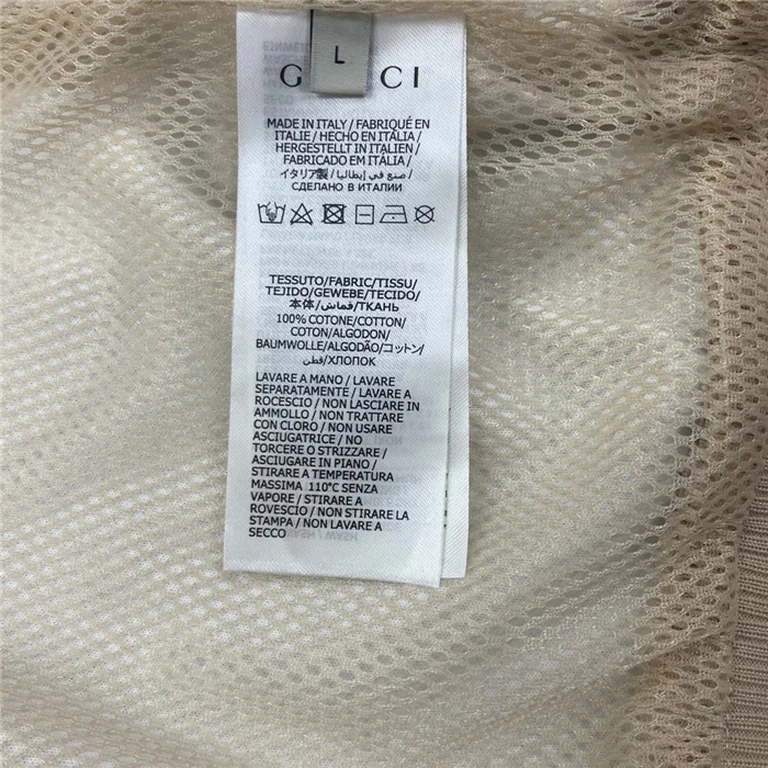 L
G CI
MADE IN ITALY / FABRIQUÉ EN
ITALIE / HECHO EN ITALIA /
HERGESTELLT IN ITALIEN /
FABRICADO EM ITÁLIA /
イタリア製 / صنع في إيطاليا /
СДЕЛАНО В ИТАЛИИ
TESSUTO/FABRIC/TISSU/
TEJIDO/GEWEBE/TECIDO/
本体/قماش/ТКАНЬ
100% COTONE/COTTON/
COTON/ALGODON/
BAUMWOLLE/ALGODÃO/コットン/
قطن/ХЛОПОК
LAVARE A MANO / LAVARE
SEPARATAMENTE / LAVARE A
ROCESCIO / NON LASCIARE IN
AMMOLLO / NON TRATTARE
CON CLORO / NON USARE
ASCIUGATRICE / NO
TORCERE O STRIZZARE /
ASCIUGARE IN PIANO /
STIRARE A TEMPERATURA
MASSIMA 110°C SENZA
VAPORE / STIRARE A
ROVESCIO / NON STIRARE LA
STAMPA / NON LAVARE A
SECCO